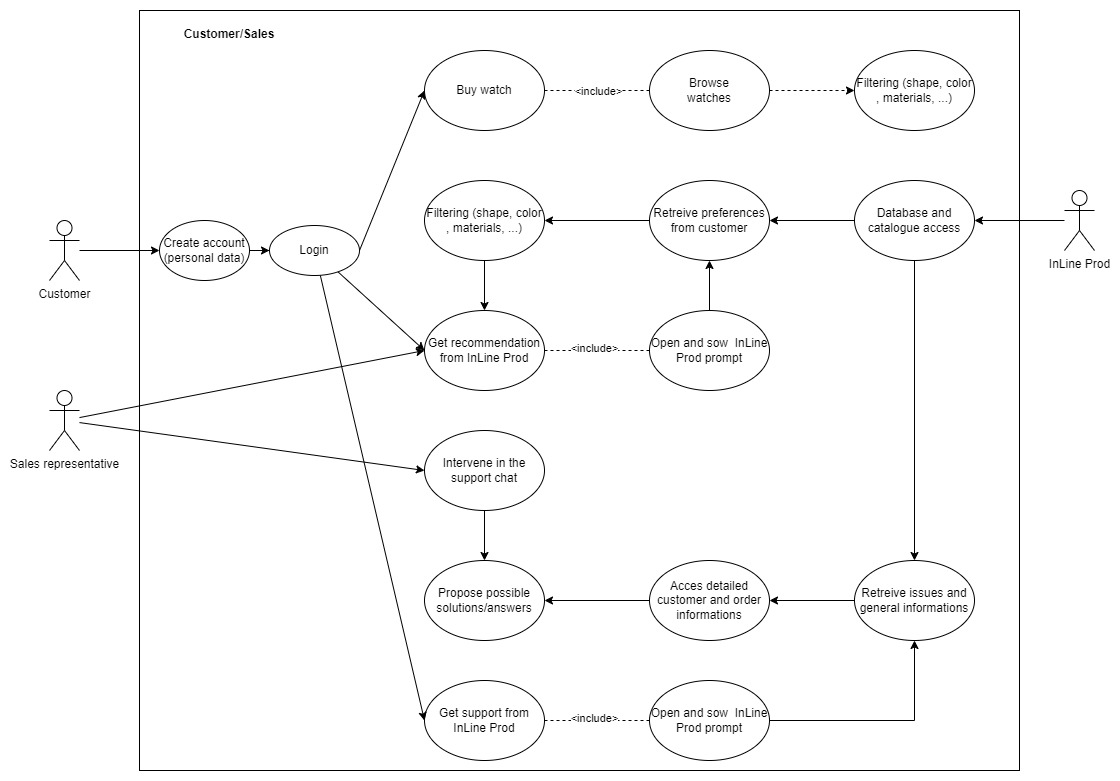 Customer/Sales
Buy watch
<include>
Browse
watches
Filtering (shape, color
, materials, ...)
Customer
Create account
(personal data)
Login
Filtering (shape, color
, materials, ...)
Retreive preferences
from customer
Database and
catalogue access
InLine Prod
Get recommendation
from InLine Prod
<include>
Open and sow InLine
Prod prompt
Sales representative
Intervene in the
support chat
Propose possible
solutions/answers
Acces detailed
customer and order
informations
Retreive issues and
general informations
Get support from
InLine Prod
<include>
Open and sow InLine
Prod prompt